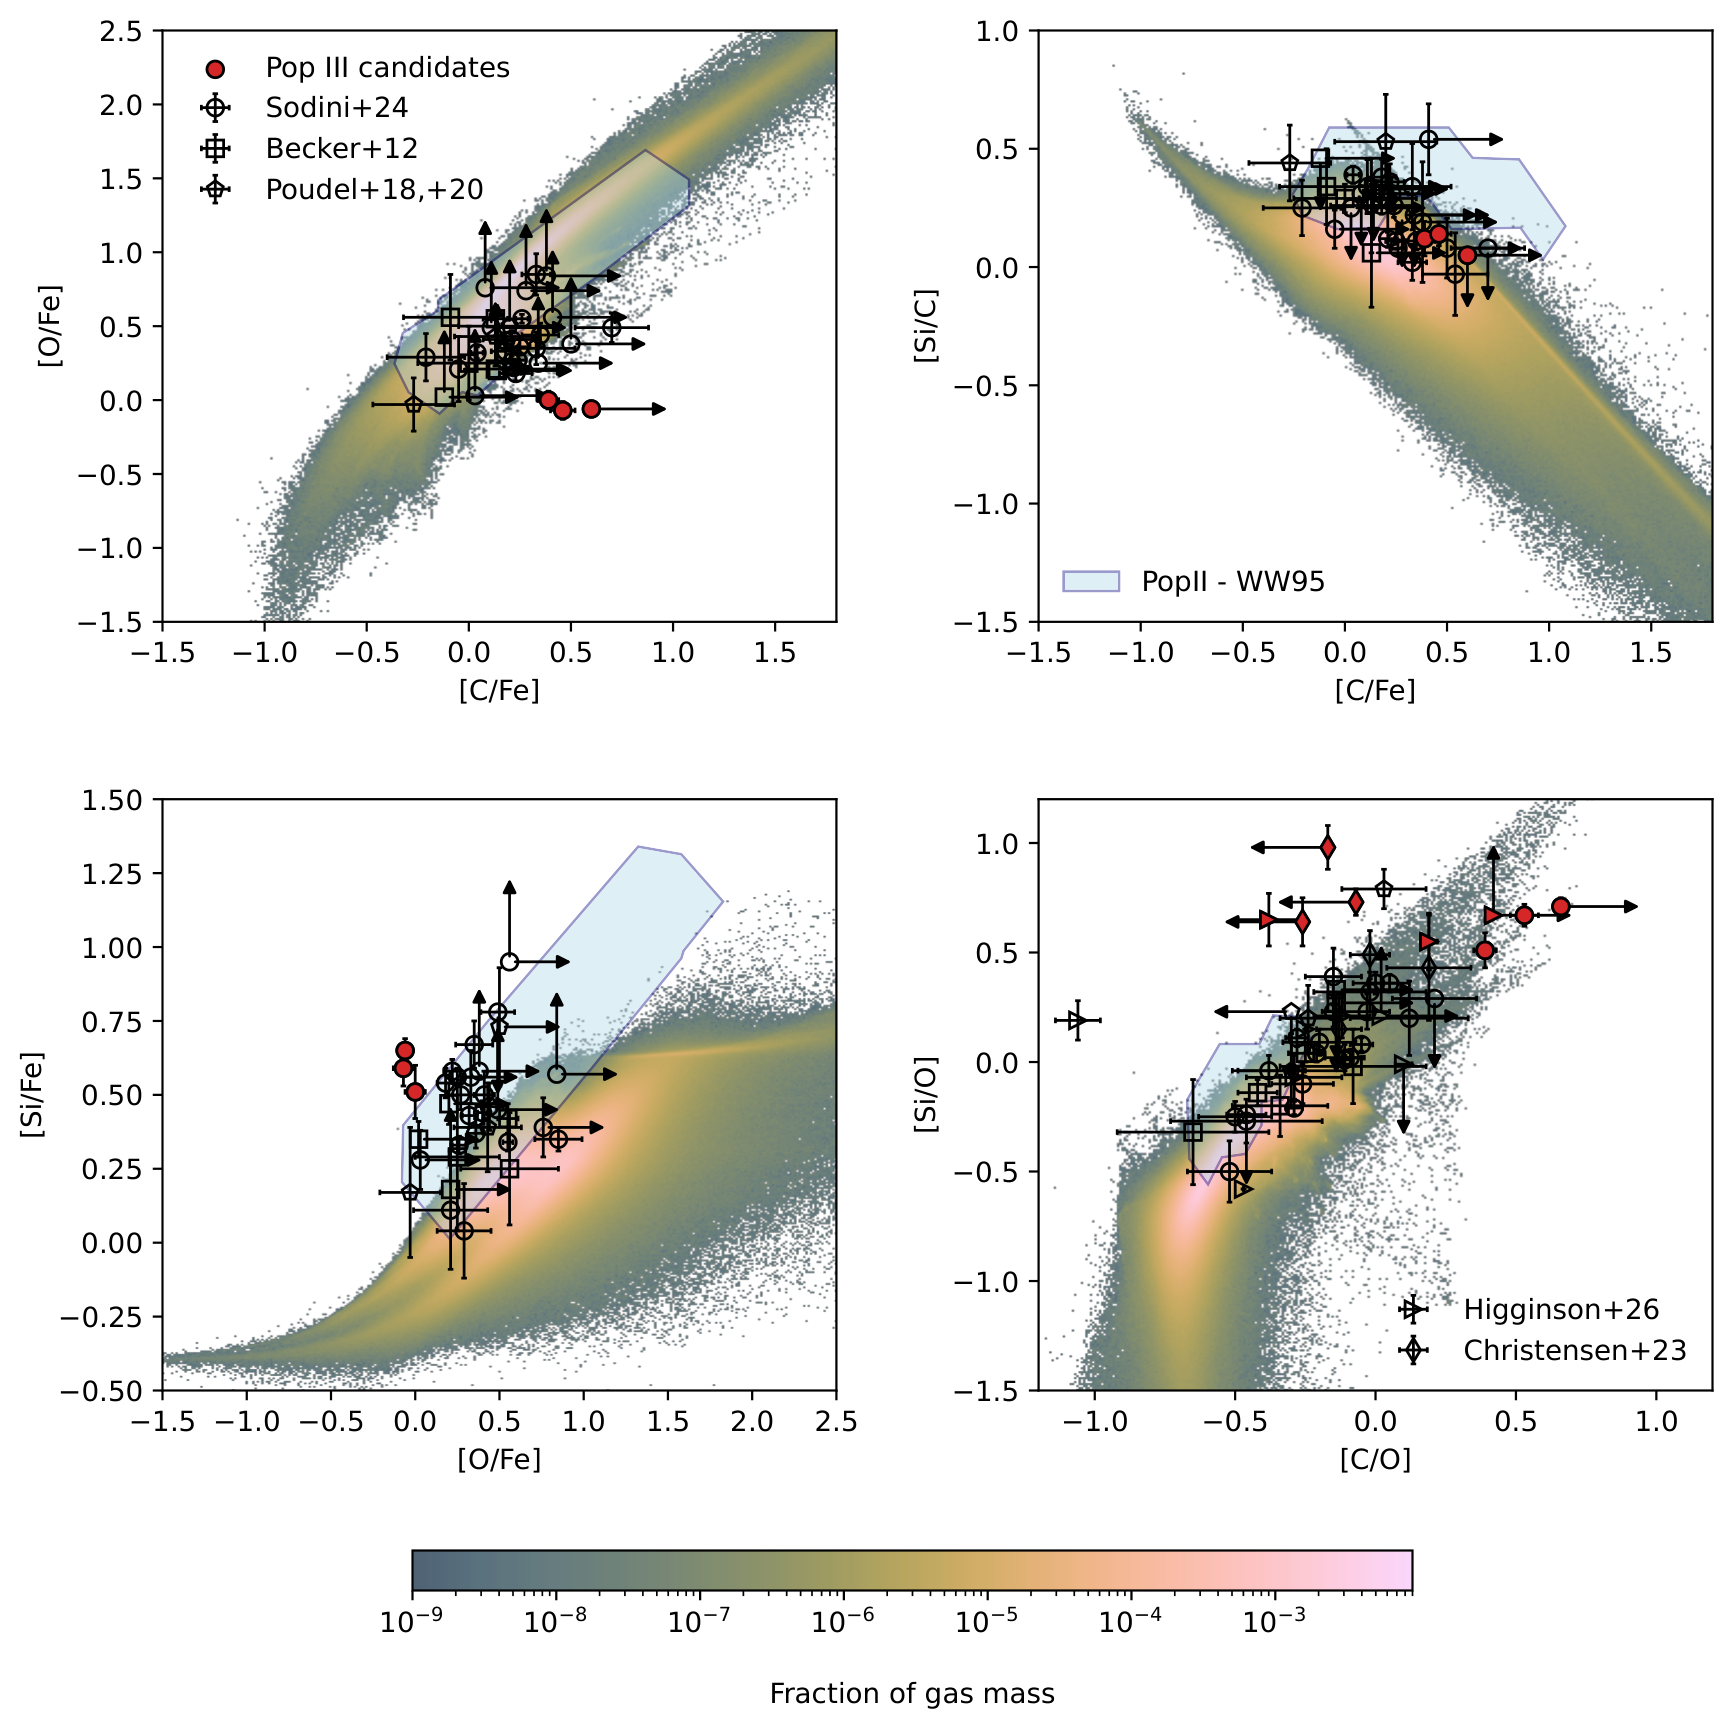 2.5
2.0
1.5
1.0
0.5
0.0
−0.5
−1.0
−1.5
[O/Fe]
Pop III candidates
Sodini+24
Becker+12
Poudel+18,+20
−1.5 −1.0 −0.5 0.0 0.5 1.0 1.5
[C/Fe]
1.0
0.5
0.0
−0.5
−1.0
−1.5
[Si/C]
PopII - WW95
−1.5 −1.0 −0.5 0.0 0.5 1.0 1.5
[C/Fe]
1.50
1.25
1.00
0.75
0.50
0.25
0.00
−0.25
−0.50
[Si/Fe]
−1.5 −1.0 −0.5 0.0 0.5 1.0 1.5 2.0 2.5
[O/Fe]
1.0
0.5
0.0
−0.5
−1.0
−1.5
[Si/O]
Higginson+26
Christensen+23
−1.0 −0.5 0.0 0.5 1.0
[C/O]
10⁻⁹ 10⁻⁸ 10⁻⁷ 10⁻⁶ 10⁻⁵ 10⁻⁴ 10⁻³
Fraction of gas mass